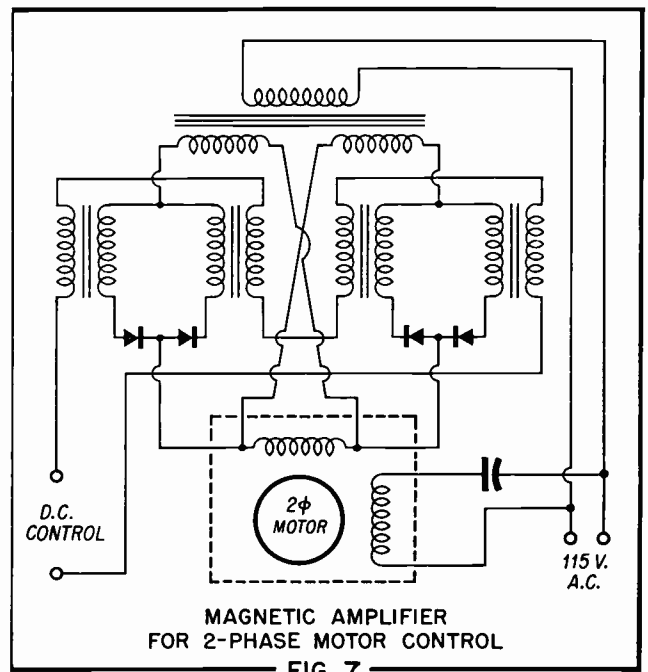 D.C.
CONTROL
2φ
MOTOR
115 V.
A.C.
MAGNETIC AMPLIFIER
FOR 2-PHASE MOTOR CONTROL
FIG. 7